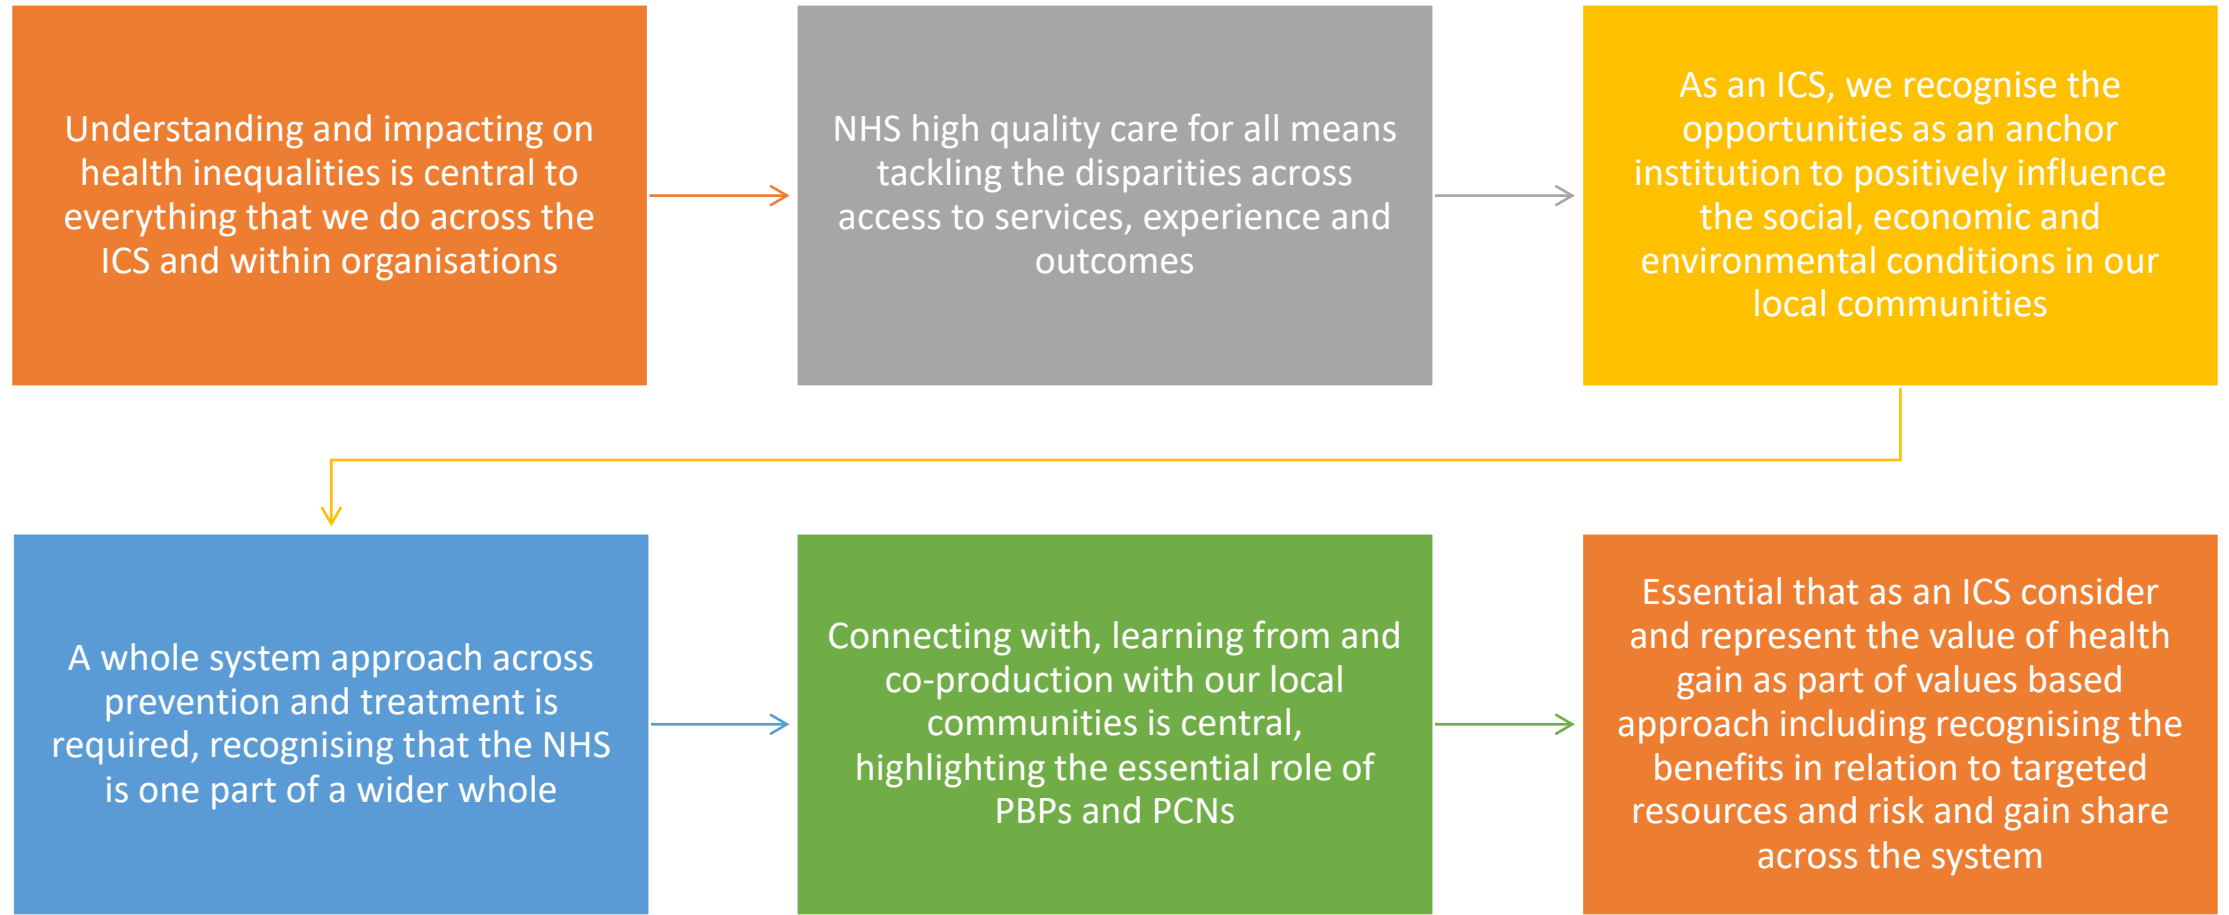 Understanding and impacting on
health inequalities is central to
everything that we do across the
ICS and within organisations
NHS high quality care for all means
tackling the disparities across
access to services, experience and
outcomes
As an ICS, we recognise the
opportunities as an anchor
institution to positively influence
the social, economic and
environmental conditions in our
local communities
A whole system approach across
prevention and treatment is
required, recognising that the NHS
is one part of a wider whole
Connecting with, learning from and
co-production with our local
communities is central,
highlighting the essential role of
PBPs and PCNs
Essential that as an ICS consider
and represent the value of health
gain as part of values based
approach including recognising the
benefits in relation to targeted
resources and risk and gain share
across the system